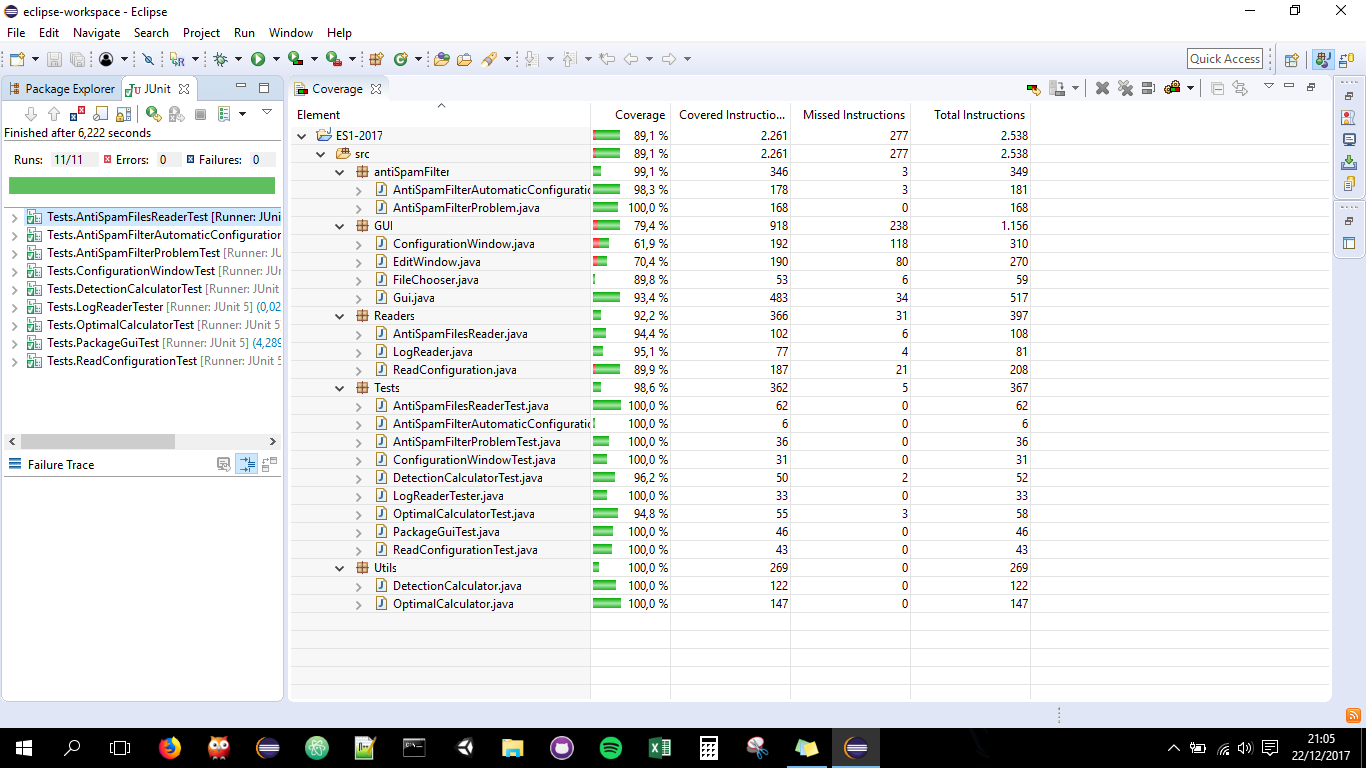 eclipse-workspace - Eclipse
File Edit Navigate Search Project Run Window Help
Quick Access
Package Explorer JUnit
Finished after 6,222 seconds
Runs: 11/11 Errors: 0 Failures: 0
Tests.AntiSpamFilesReaderTest [Runner: JUni
Tests.AntiSpamFilterAutomaticConfiguration
Tests.AntiSpamFilterProblemTest [Runner: JU
Tests.ConfigurationWindowTest [Runner: JUni
Tests.DetectionCalculatorTest [Runner: JUnit
Tests.LogReaderTester [Runner: JUnit 5] (0,02
Tests.OptimalCalculatorTest [Runner: JUnit 5
Tests.PackageGuiTest [Runner: JUnit 5] (4,289
Tests.ReadConfigurationTest [Runner: JUnit 5
Failure Trace
Coverage
Element Coverage Covered Instructio... Missed Instructions Total Instructions
ES1-2017 89,1 % 2.261 277 2.538
src 89,1 % 2.261 277 2.538
antiSpamFilter 99,1 % 346 3 349
AntiSpamFilterAutomaticConfiguratio 98,3 % 178 3 181
AntiSpamFilterProblem.java 100,0 % 168 0 168
GUI 79,4 % 918 238 1.156
ConfigurationWindow.java 61,9 % 192 118 310
EditWindow.java 70,4 % 190 80 270
FileChooser.java 89,8 % 53 6 59
Gui.java 93,4 % 483 34 517
Readers 92,2 % 366 31 397
AntiSpamFilesReader.java 94,4 % 102 6 108
LogReader.java 95,1 % 77 4 81
ReadConfiguration.java 89,9 % 187 21 208
Tests 98,6 % 362 5 367
AntiSpamFilesReaderTest.java 100,0 % 62 0 62
AntiSpamFilterAutomaticConfiguratio 100,0 % 6 0 6
AntiSpamFilterProblemTest.java 100,0 % 36 0 36
ConfigurationWindowTest.java 100,0 % 31 0 31
DetectionCalculatorTest.java 96,2 % 50 2 52
LogReaderTester.java 100,0 % 33 0 33
OptimalCalculatorTest.java 94,8 % 55 3 58
PackageGuiTest.java 100,0 % 46 0 46
ReadConfigurationTest.java 100,0 % 43 0 43
Utils 100,0 % 269 0 269
DetectionCalculator.java 100,0 % 122 0 122
OptimalCalculator.java 100,0 % 147 0 147
21:05
22/12/2017